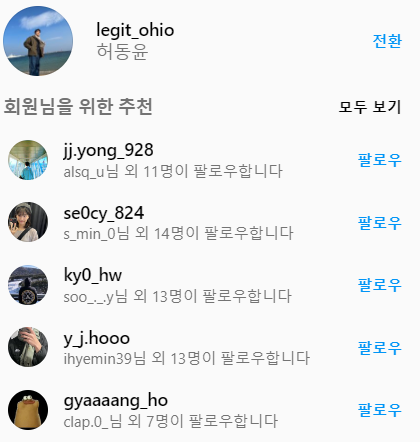 legit_ohio
허동윤
전환
회원님을 위한 추천
모두 보기
jj.yong_928
alsq_u님 외 11명이 팔로우합니다
팔로우
se0cy_824
s_min_0님 외 14명이 팔로우합니다
팔로우
ky0_hw
soo_._.y님 외 13명이 팔로우합니다
팔로우
y_j.hooo
ihyemin39님 외 13명이 팔로우합니다
팔로우
gyaaaang_ho
clap.0_님 외 7명이 팔로우합니다
팔로우